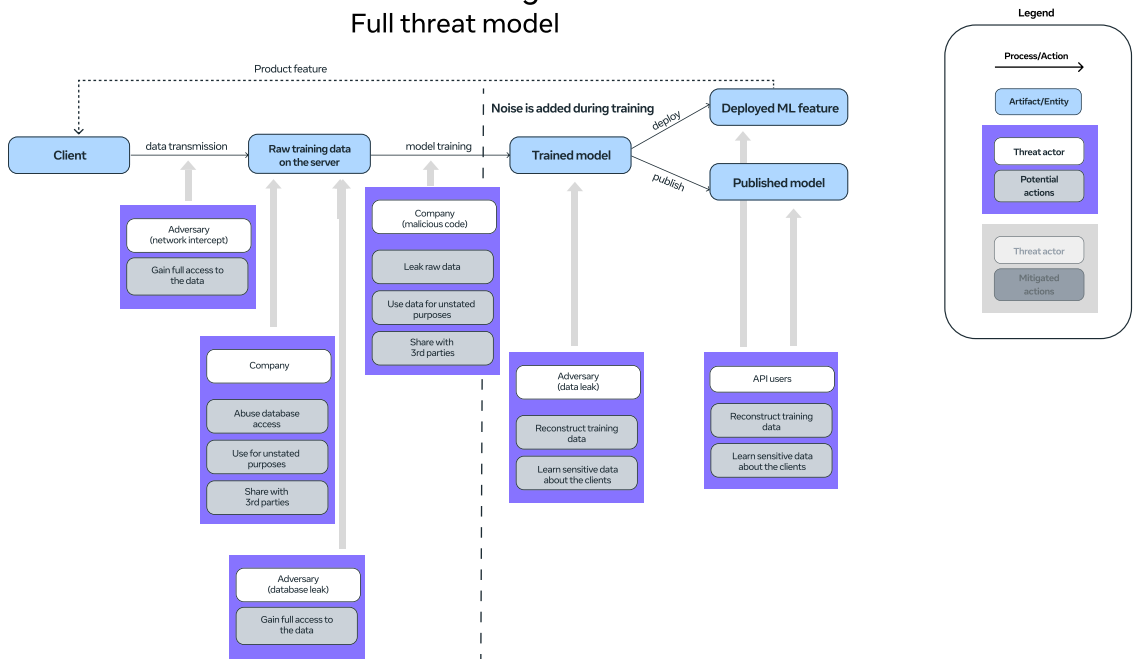 Full threat model
Legend
Process/Action
Artifact/Entity
Threat actor
Potential
actions
Threat actor
Mitigated
actions
Product feature
Noise is added during training
Client
data transmission
Raw training data
on the server
model training
Trained model
deploy
publish
Deployed ML feature
Published model
Adversary
(network intercept)
Gain full access to
the data
Company
(malicious code)
Leak raw data
Use data for unstated
purposes
Share with
3rd parties
Company
Abuse database
access
Use for unstated
purposes
Share with
3rd parties
Adversary
(data leak)
Reconstruct training
data
Learn sensitive data
about the clients
API users
Reconstruct training
data
Learn sensitive data
about the clients
Adversary
(database leak)
Gain full access to
the data